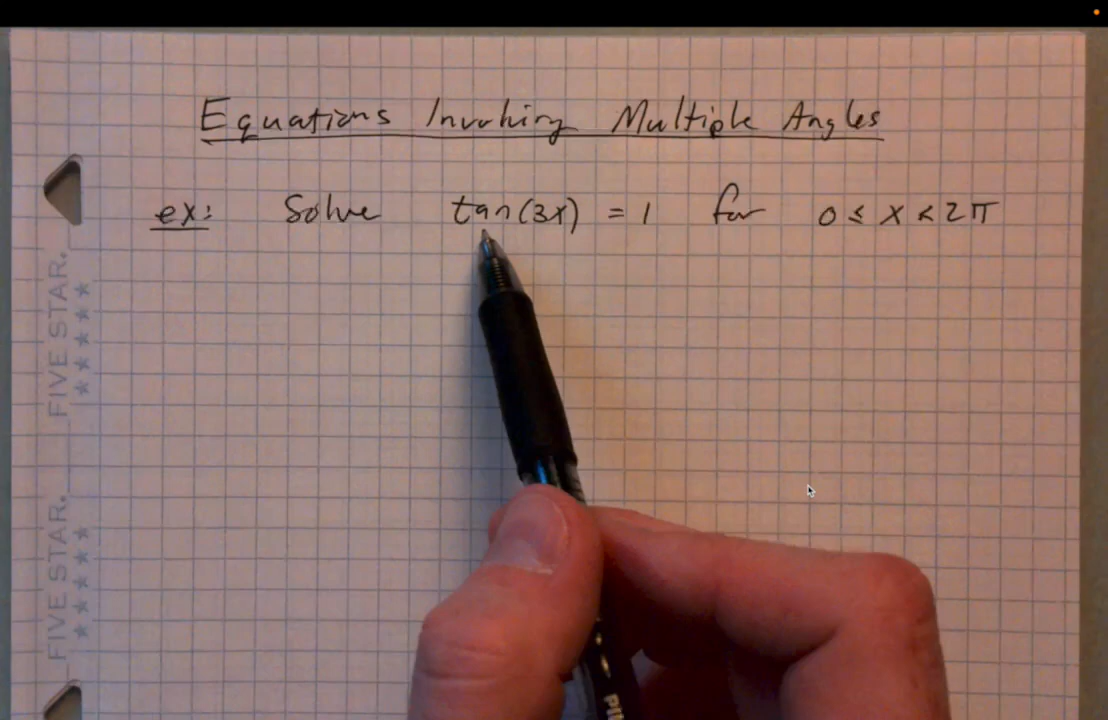 Equations Involving Multiple Angles
ex: Solve tan(3x) = 1 for 0 ≤ x < 2π
FIVE STAR.
★★★★★
FIVE STAR.
★★★★★